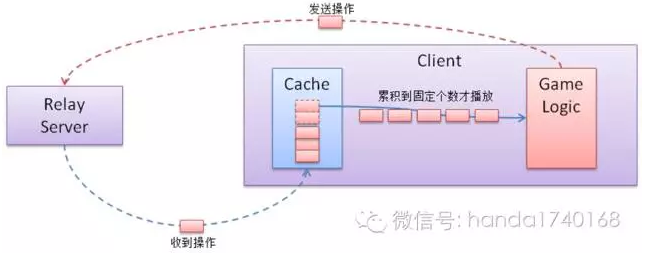 发送操作
Client
Relay
Server
Cache
累积到固定个数才播放
Game
Logic
收到操作
微信号: handa1740168